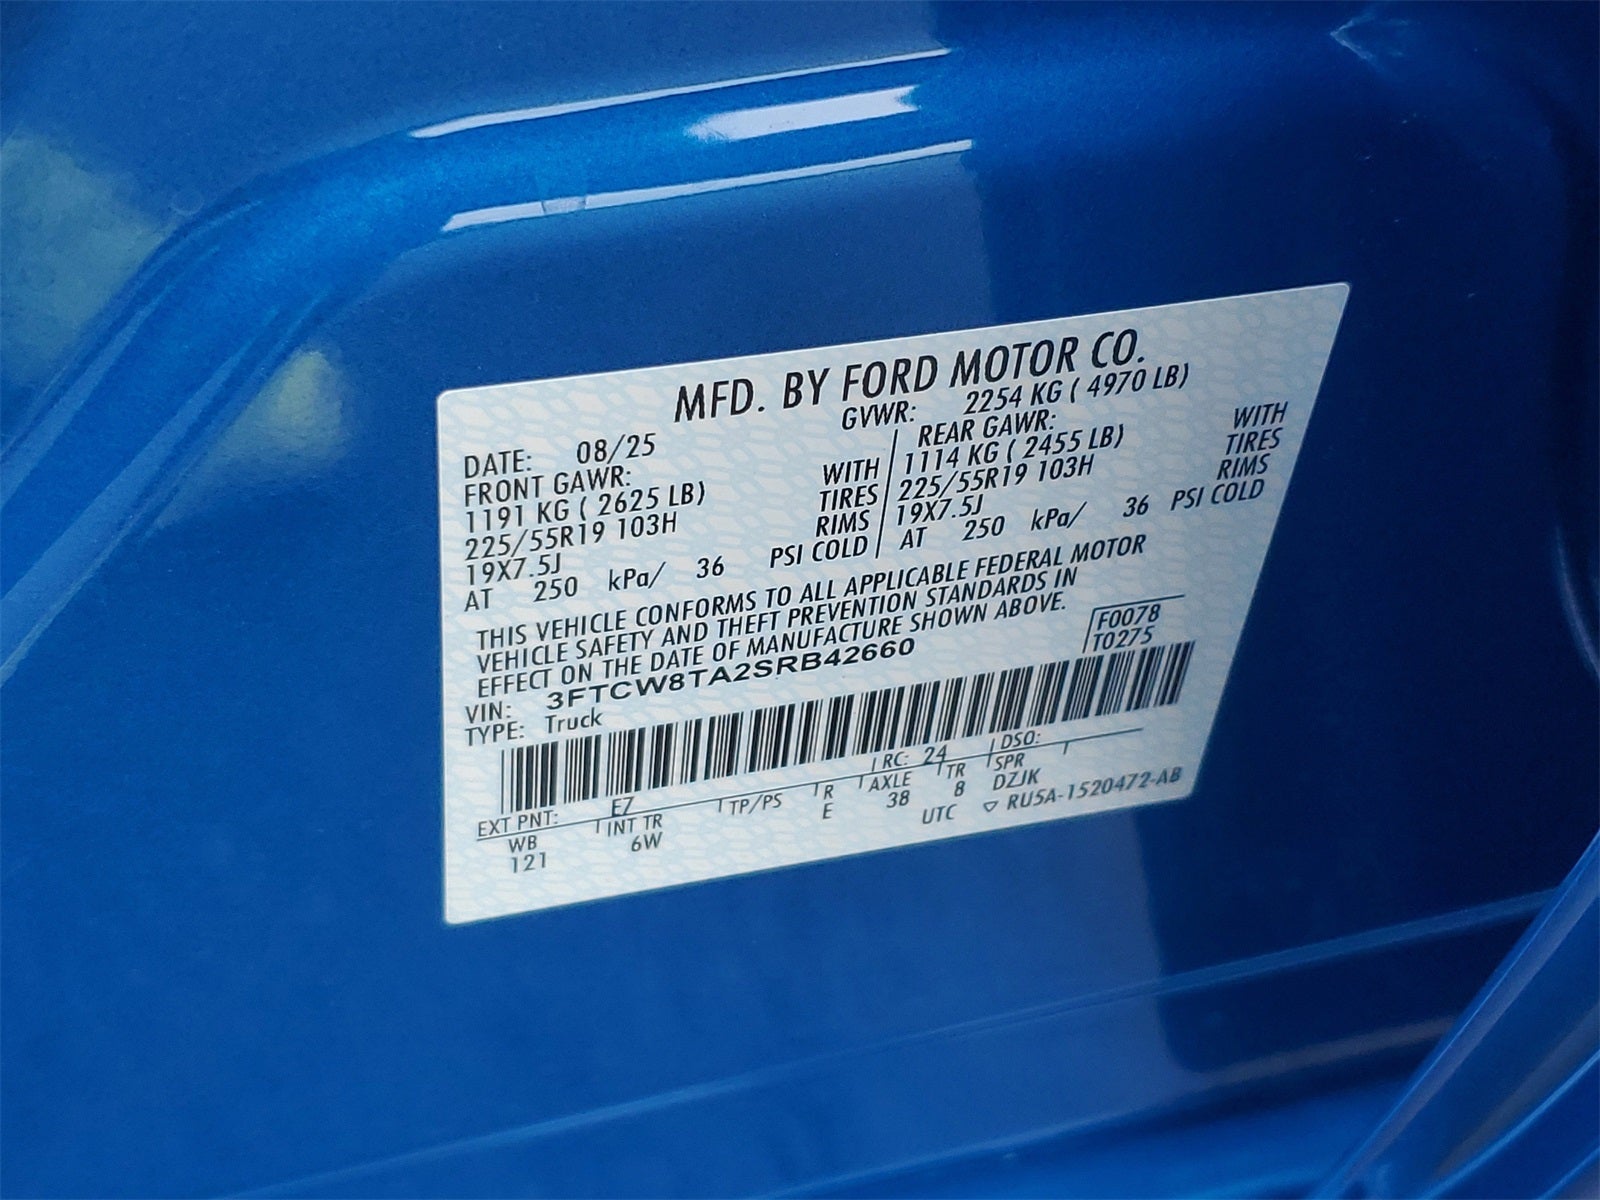 MFD. BY FORD MOTOR CO.
DATE: 08/25 GVWR: 2254 KG ( 4970 LB)
FRONT GAWR: REAR GAWR:
1191 KG ( 2625 LB) WITH 1114 KG ( 2455 LB) WITH
225/55R19 103H TIRES 225/55R19 103H TIRES
19X7.5J RIMS 19X7.5J RIMS
AT 250 kPa/ 36 PSI COLD AT 250 kPa/ 36 PSI COLD
THIS VEHICLE CONFORMS TO ALL APPLICABLE FEDERAL MOTOR
VEHICLE SAFETY AND THEFT PREVENTION STANDARDS IN
EFFECT ON THE DATE OF MANUFACTURE SHOWN ABOVE.
F0078
T0275
VIN: 3FTCW8TA2SRB42660
TYPE: Truck
EXT PNT: EZ RC: 24 DSO:
WB INT TR TP/PS R AXLE TR SPR
121 6W E 38 8 DZJK
UTC ▽ RU5A-1520472-AB